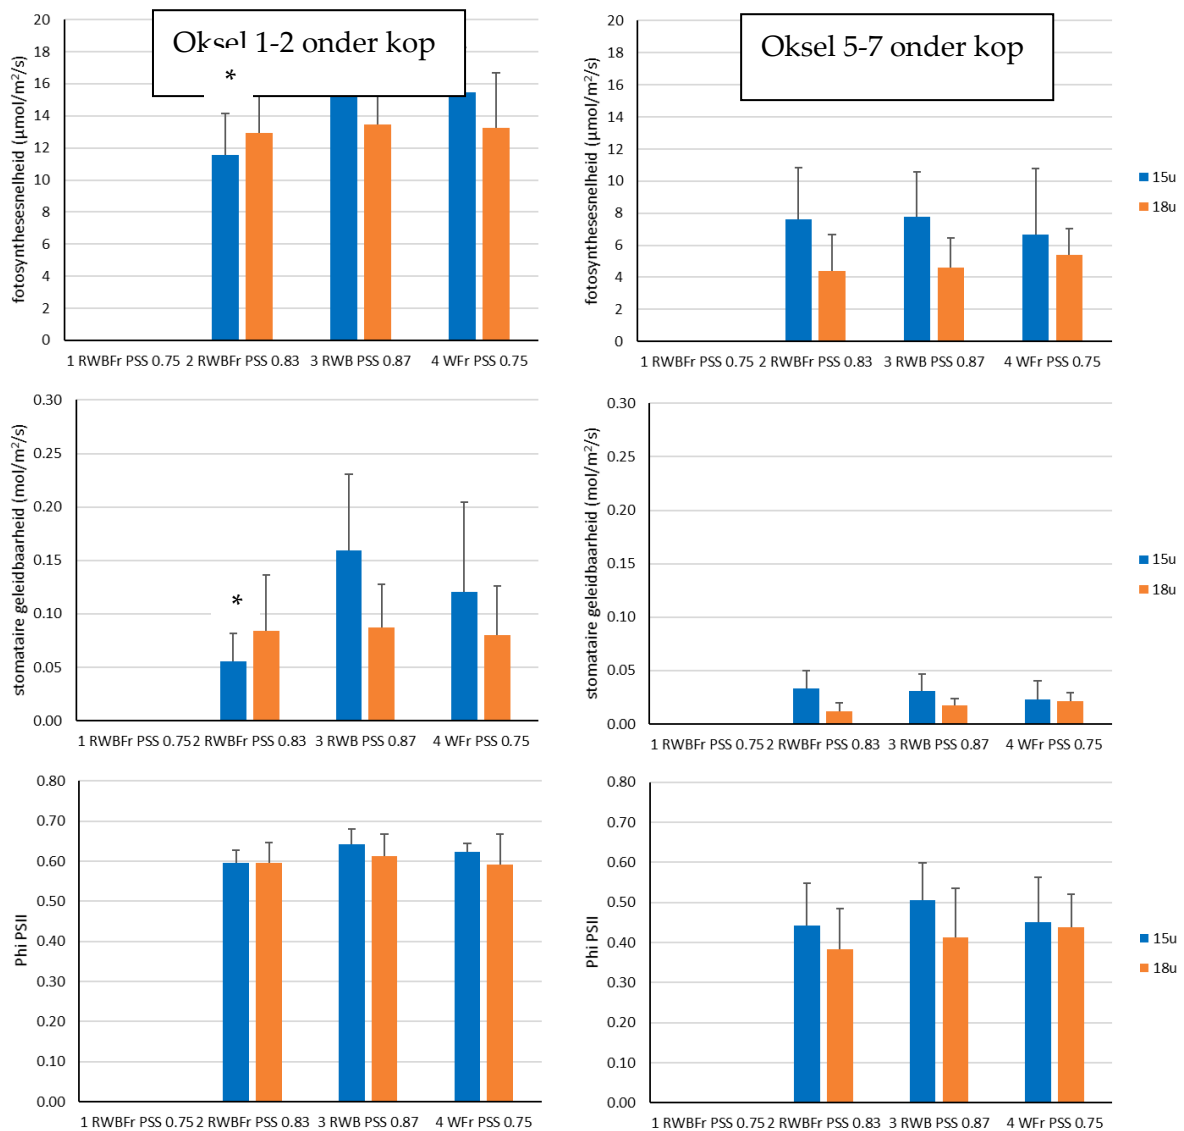 Oksel 1-2 onder kop
*
fotosynthesesnelheid (µmol/m²/s)
20
18
16
14
12
10
8
6
4
2
0
1 RWBFr PSS 0.75 2 RWBFr PSS 0.83 3 RWB PSS 0.87 4 WFr PSS 0.75
Oksel 5-7 onder kop
fotosynthesesnelheid (µmol/m²/s)
20
18
16
14
12
10
8
6
4
2
0
1 RWBFr PSS 0.75 2 RWBFr PSS 0.83 3 RWB PSS 0.87 4 WFr PSS 0.75
15u
18u
stomataire geleidbaarheid (mol/m²/s)
0.30
0.25
0.20
0.15
0.10
0.05
0.00
*
1 RWBFr PSS 0.75 2 RWBFr PSS 0.83 3 RWB PSS 0.87 4 WFr PSS 0.75
stomataire geleidbaarheid (mol/m²/s)
0.30
0.25
0.20
0.15
0.10
0.05
0.00
1 RWBFr PSS 0.75 2 RWBFr PSS 0.83 3 RWB PSS 0.87 4 WFr PSS 0.75
15u
18u
Phi PSII
0.80
0.70
0.60
0.50
0.40
0.30
0.20
0.10
0.00
1 RWBFr PSS 0.75 2 RWBFr PSS 0.83 3 RWB PSS 0.87 4 WFr PSS 0.75
Phi PSII
0.80
0.70
0.60
0.50
0.40
0.30
0.20
0.10
0.00
1 RWBFr PSS 0.75 2 RWBFr PSS 0.83 3 RWB PSS 0.87 4 WFr PSS 0.75
15u
18u